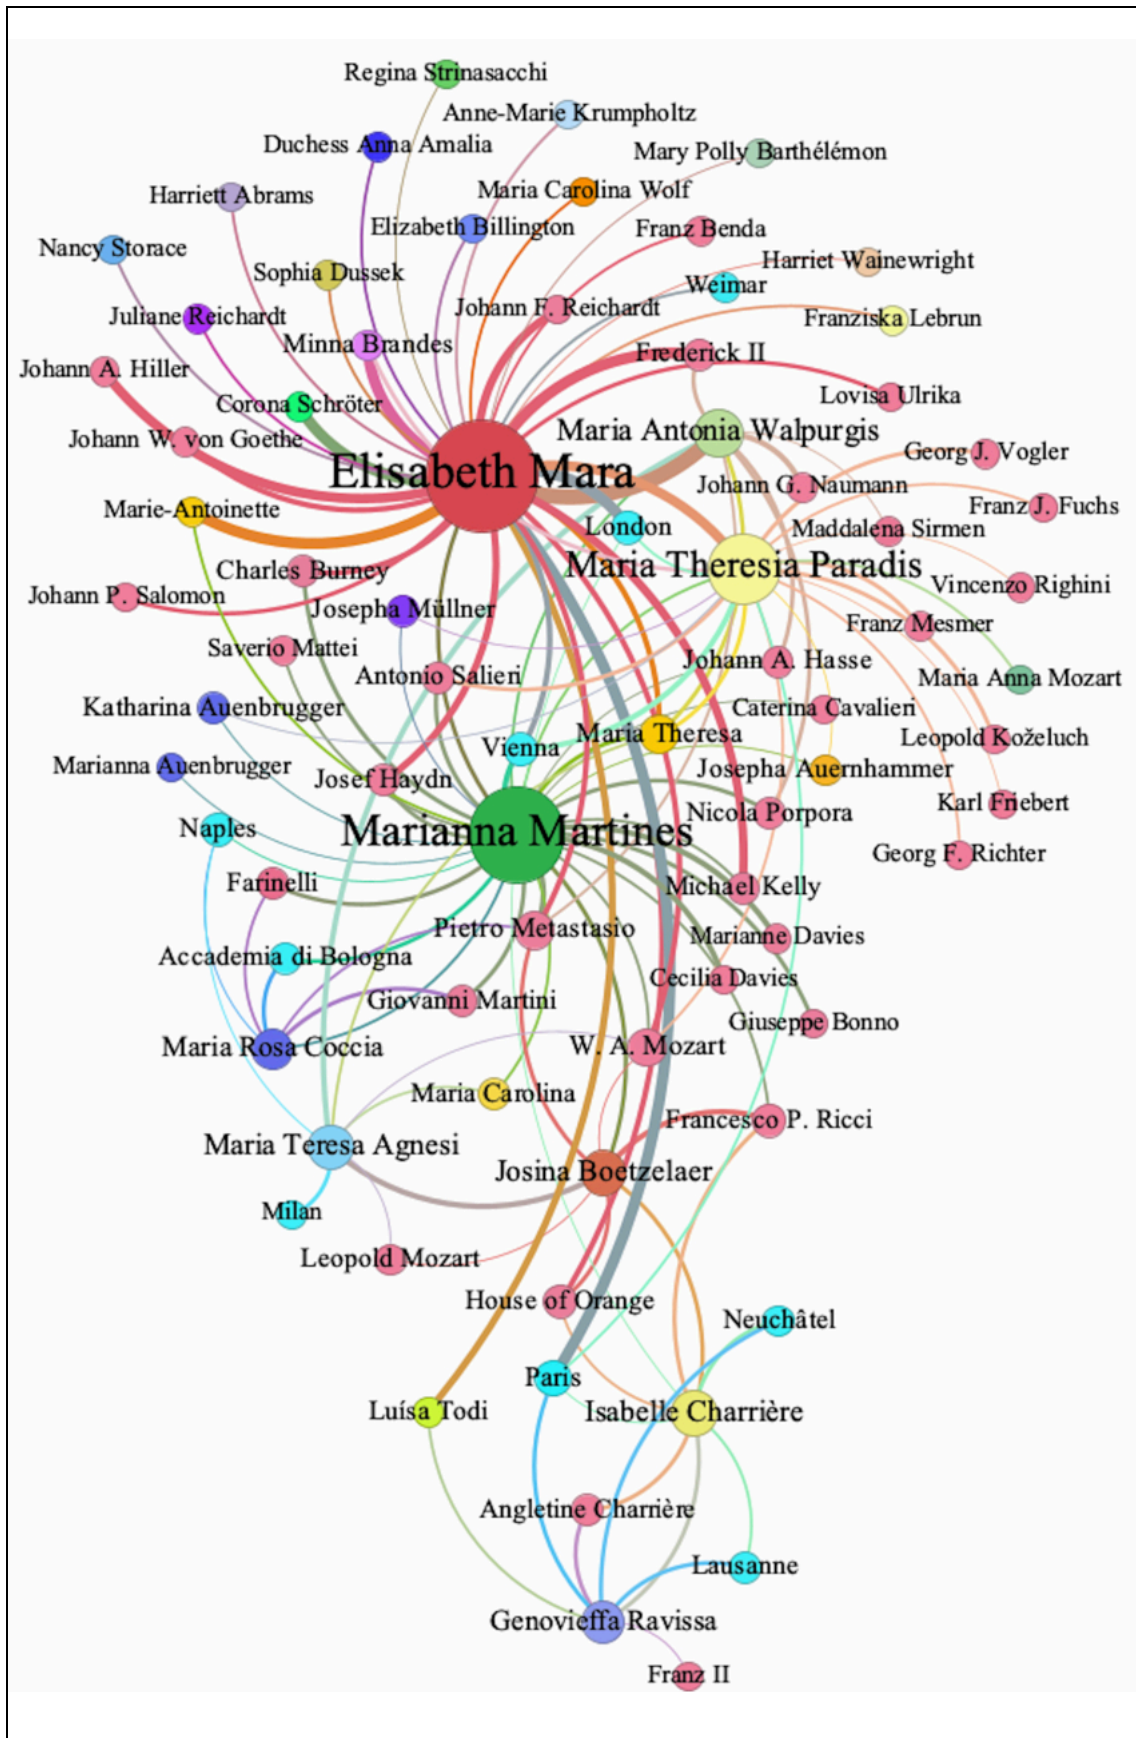 Regina Strinasacchi
Anne-Marie Krumpholtz
Duchess Anna Amalia
Mary Polly Barthélémon
Harriett Abrams
Maria Carolina Wolf
Elizabeth Billington
Franz Benda
Nancy Storace
Harriet Wainewright
Sophia Dussek
Weimar
Juliane Reichardt
Johann F. Reichardt
Franziska Lebrun
Minna Brandes
Frederick II
Johann A. Hiller
Lovisa Ulrika
Corona Schröter
Maria Antonia Walpurgis
Johann W. von Goethe
Georg J. Vogler
Elisabeth Mara
Johann G. Naumann
Marie-Antoinette
Franz J. Fuchs
London
Maddalena Sirmen
Charles Burney
Maria Theresia Paradis
Vincenzo Righini
Johann P. Salomon
Josepha Müllner
Franz Mesmer
Saverio Mattei
Antonio Salieri
Johann A. Hasse
Maria Anna Mozart
Katharina Auenbrugger
Caterina Cavalieri
Vienna
Maria Theresa
Leopold Koželuch
Marianna Auenbrugger
Josef Haydn
Josepha Auernhammer
Karl Friebert
Naples
Marianna Martines
Nicola Porpora
Georg F. Richter
Farinelli
Michael Kelly
Pietro Metastasio
Marianne Davies
Accademia di Bologna
Cecilia Davies
Giovanni Martini
Giuseppe Bonno
Maria Rosa Coccia
W. A. Mozart
Maria Carolina
Francesco P. Ricci
Maria Teresa Agnesi
Josina Boetzelaer
Milan
Leopold Mozart
House of Orange
Neuchâtel
Paris
Luísa Todi
Isabelle Charrière
Angletine Charrière
Lausanne
Genovieffa Ravissa
Franz II